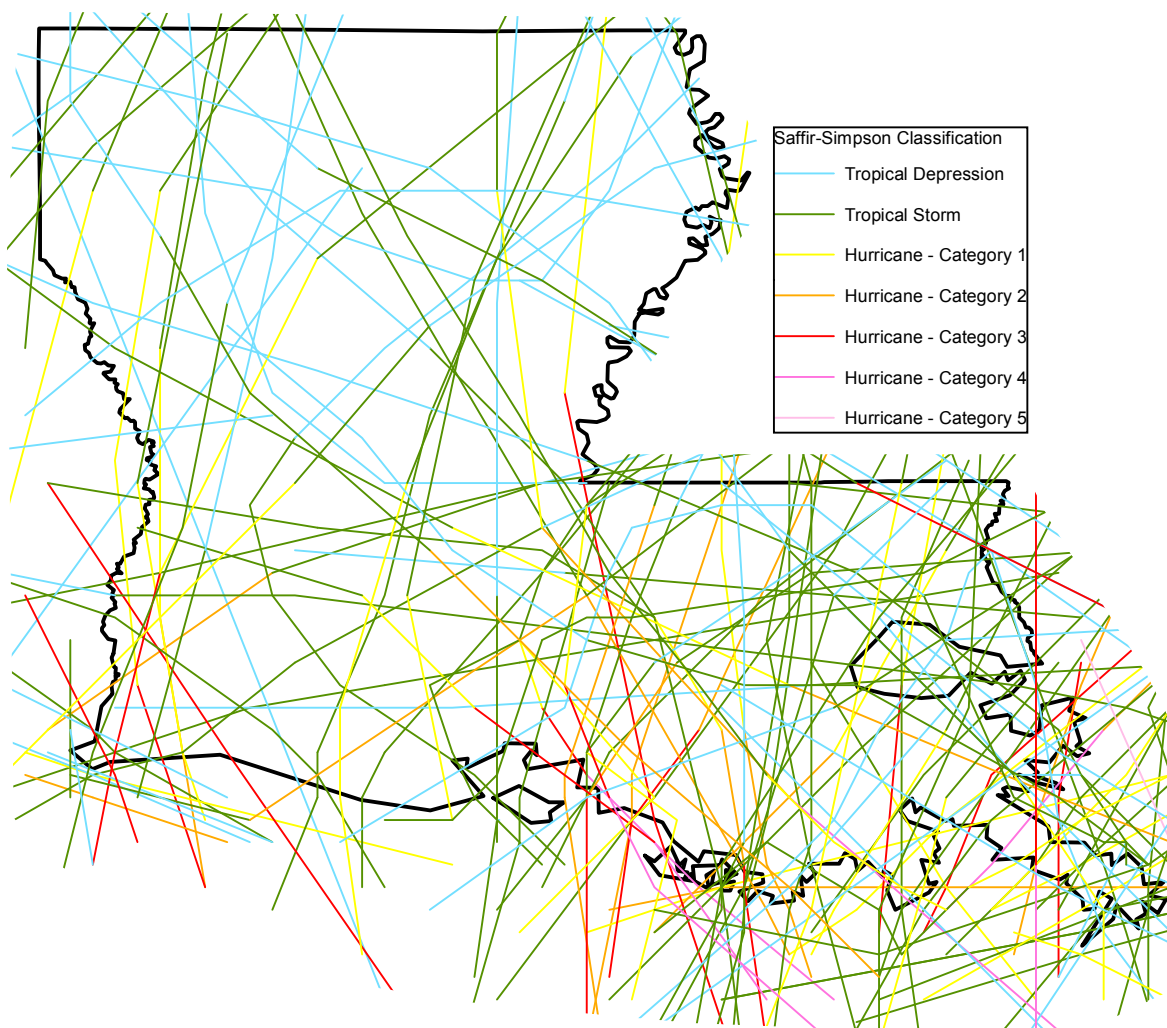 Saffir-Simpson Classification
Tropical Depression
Tropical Storm
Hurricane - Category 1
Hurricane - Category 2
Hurricane - Category 3
Hurricane - Category 4
Hurricane - Category 5